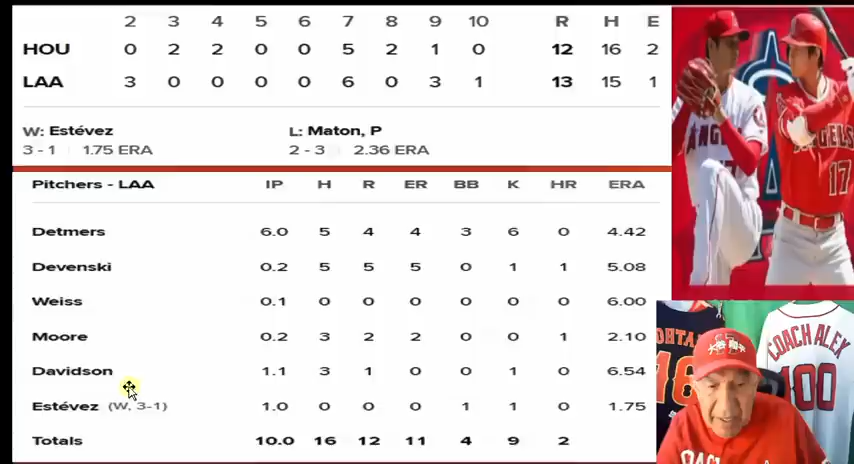 2 3 4 5 6 7 8 9 10 R H E
HOU 0 2 2 0 0 5 2 1 0 12 16 2
LAA 3 0 0 0 0 6 0 3 1 13 15 1
W: Estévez L: Maton, P
3 - 1 1.75 ERA 2 - 3 2.36 ERA
Pitchers - LAA IP H R ER BB K HR ERA
Detmers 6.0 5 4 4 3 6 0 4.42
Devenski 0.2 5 5 5 0 1 1 5.08
Weiss 0.1 0 0 0 0 0 0 6.00
Moore 0.2 3 2 2 0 0 1 2.10
Davidson 1.1 3 1 0 0 1 0 6.54
Estévez (W, 3-1) 1.0 0 0 0 1 1 0 1.75
Totals 10.0 16 12 11 4 9 2
ANGELS
17
COACH ALEX
100
16